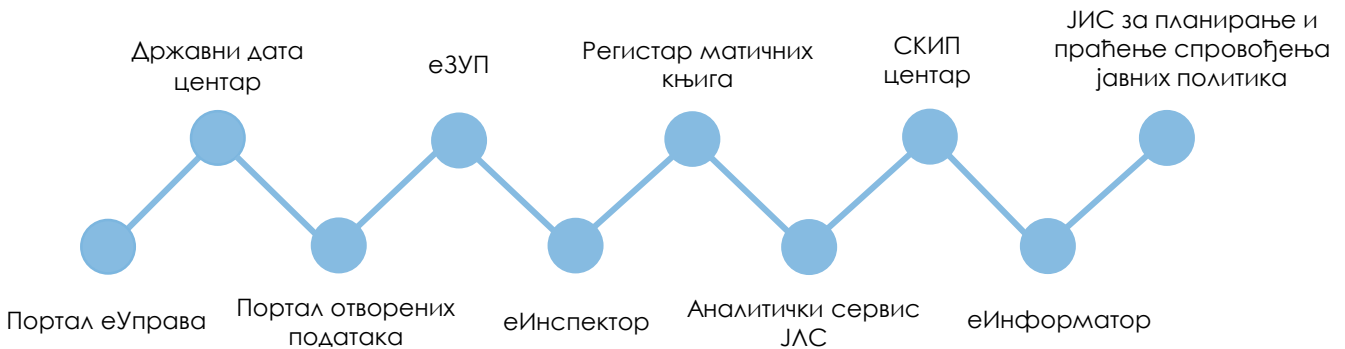 Државни дата
центар
еЗУП
Регистар матичних
књига
СКИП
центар
ЈИС за планирање и
праћење спровођења
јавних политика
Портал еУправа
Портал отворених
података
еИнспектор
Аналитички сервис
ЈЛС
еИнформатор